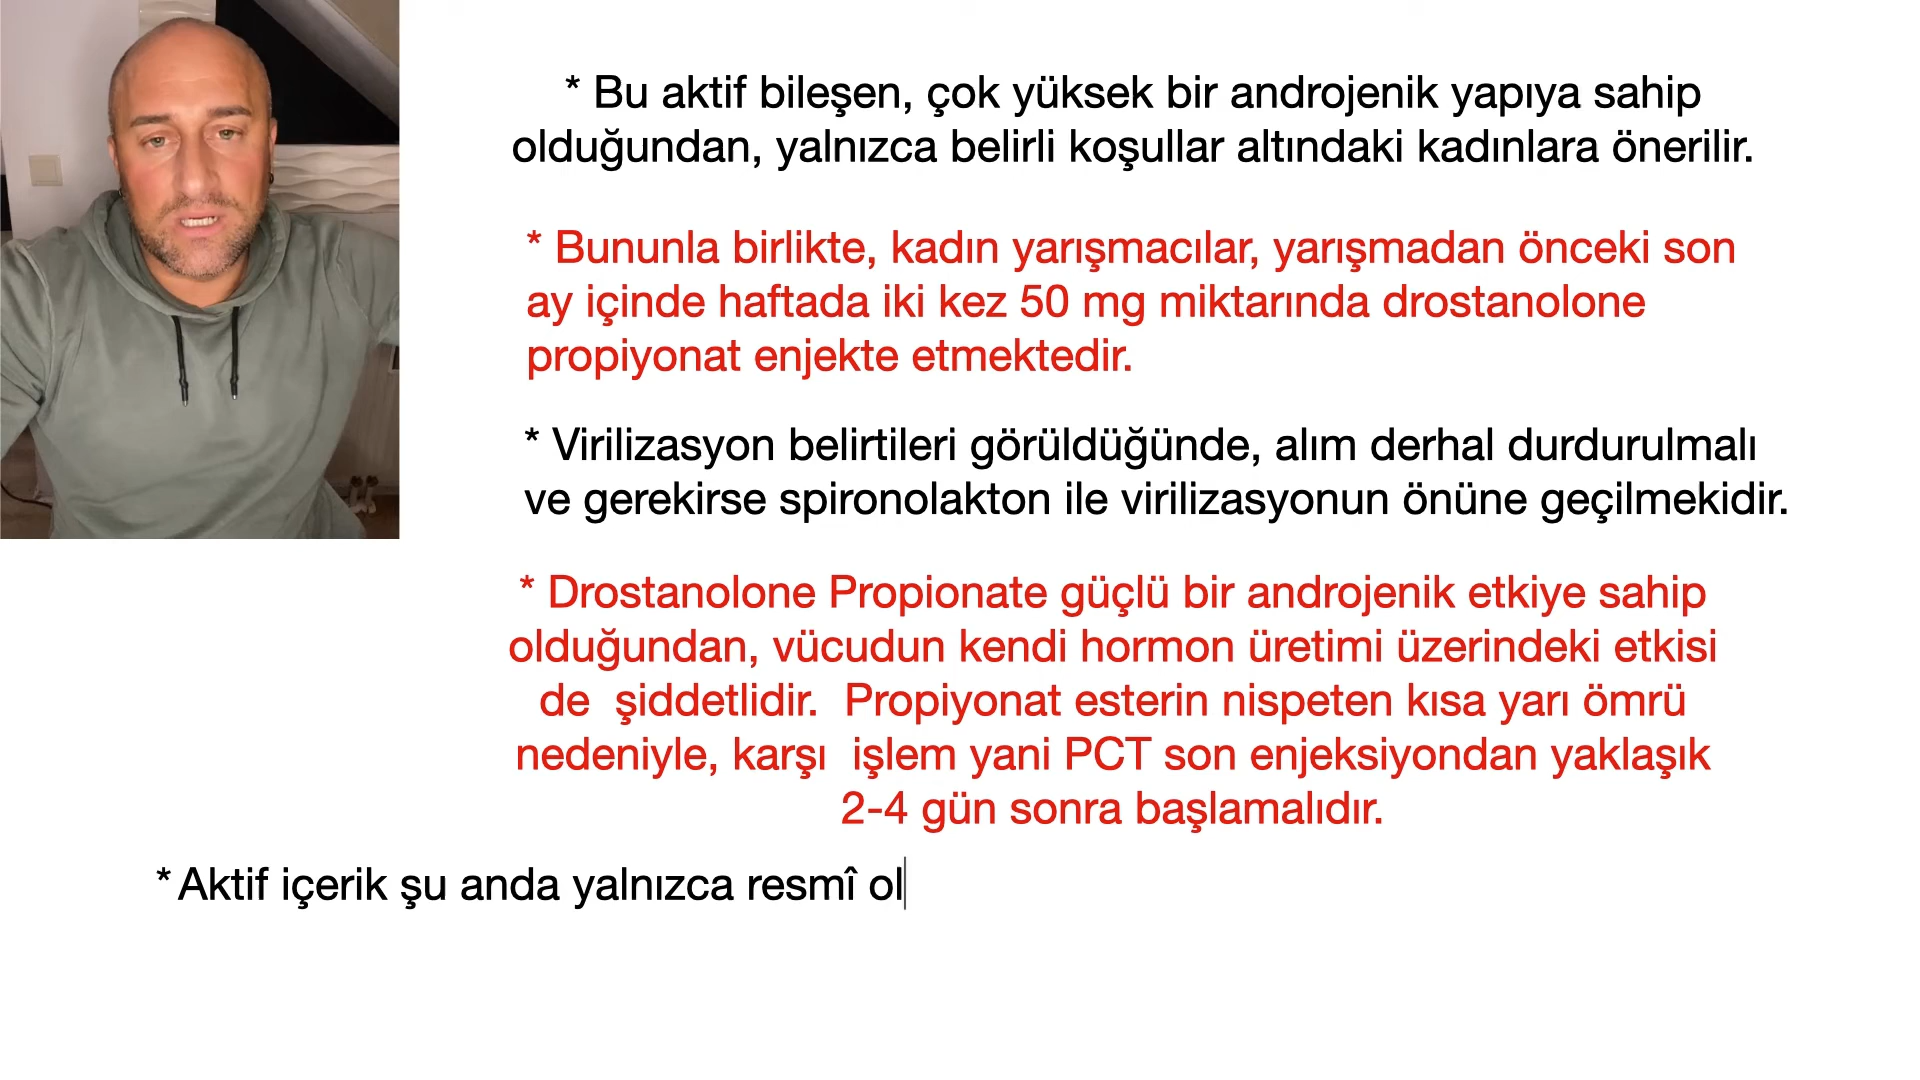 * Bu aktif bileşen, çok yüksek bir androjenik yapıya sahip
olduğundan, yalnızca belirli koşullar altındaki kadınlara önerilir.
* Bununla birlikte, kadın yarışmacılar, yarışmadan önceki son
ay içinde haftada iki kez 50 mg miktarında drostanolone
propiyonat enjekte etmektedir.
* Virilizasyon belirtileri görüldüğünde, alım derhal durdurulmalı
ve gerekirse spironolakton ile virilizasyonun önüne geçilmekidir.
* Drostanolone Propionate güçlü bir androjenik etkiye sahip
olduğundan, vücudun kendi hormon üretimi üzerindeki etkisi
de şiddetlidir. Propiyonat esterin nispeten kısa yarı ömrü
nedeniyle, karşı işlem yani PCT son enjeksiyondan yaklaşık
2-4 gün sonra başlamalıdır.
* Aktif içerik şu anda yalnızca resmî ol